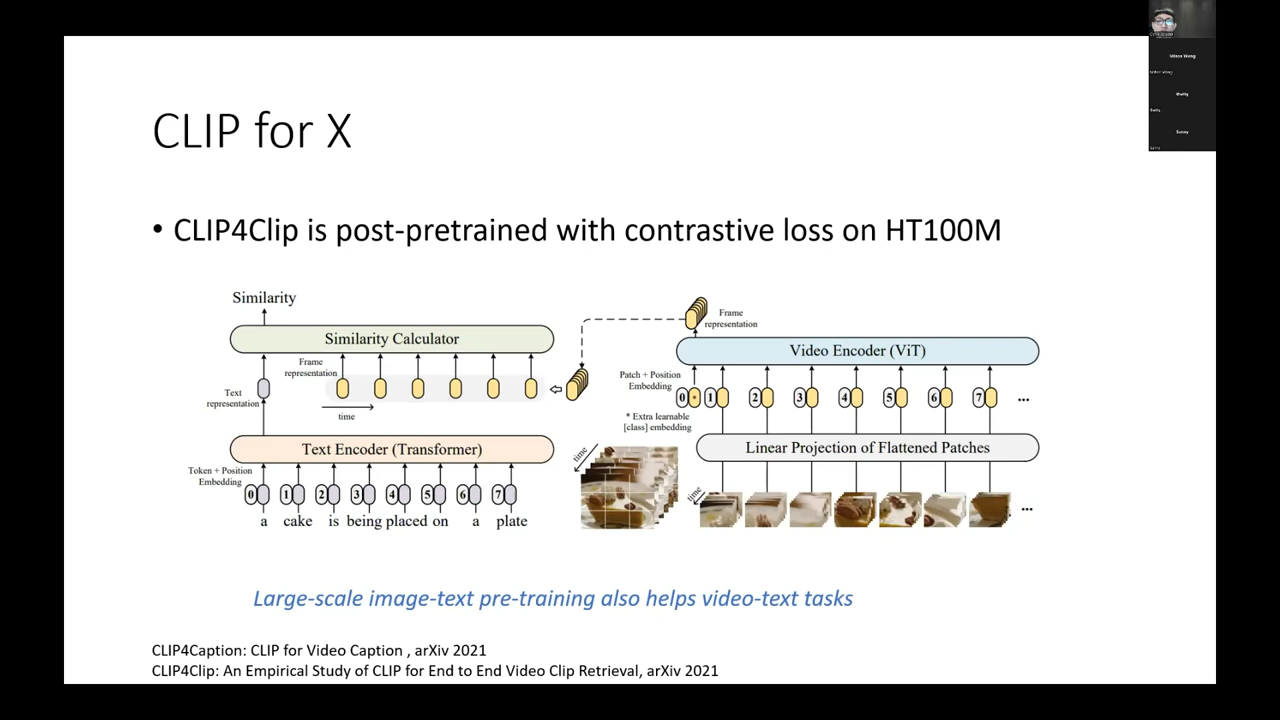 CLIP for X
• CLIP4Clip is post-pretrained with contrastive loss on HT100M
Similarity
Similarity Calculator
Frame
representation
Text
representation
time
Text Encoder (Transformer)
Token + Position
Embedding
0 1 2 3 4 5 6 7
a cake is being placed on a plate
Frame
representation
Video Encoder (ViT)
Patch + Position
Embedding
0 * 1 2 3 4 5 6 7 ...
* Extra learnable
[class] embedding
Linear Projection of Flattened Patches
time
time
...
Large-scale image-text pre-training also helps video-text tasks
CLIP4Caption: CLIP for Video Caption , arXiv 2021
CLIP4Clip: An Empirical Study of CLIP for End to End Video Clip Retrieval, arXiv 2021